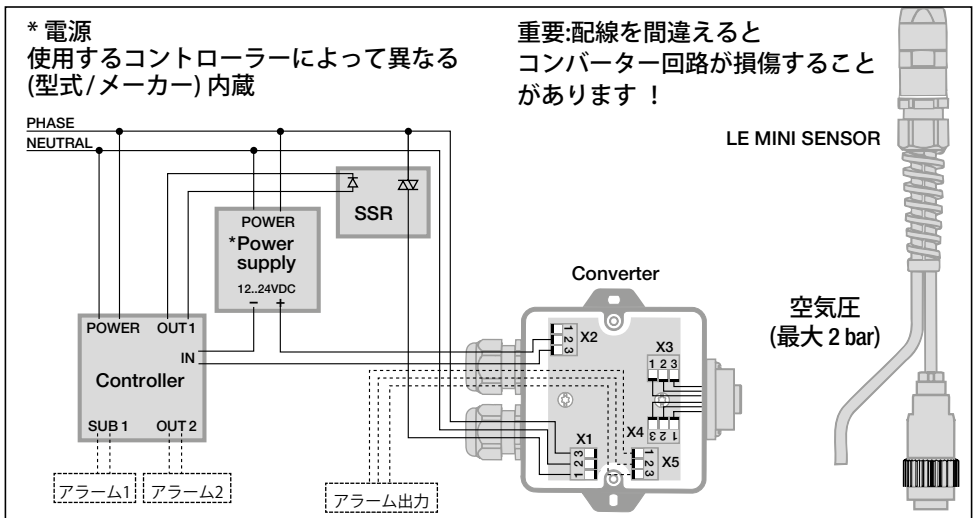 * 電源
使用するコントローラーによって異なる
(型式/メーカー) 内蔵
重要:配線を間違えると
コンバーター回路が損傷すること
があります ！
PHASE
NEUTRAL
LE MINI SENSOR
SSR
POWER
*Power
supply
12..24VDC
− +
Converter
空気圧
(最大 2 bar)
POWER OUT1
IN
Controller
SUB 1 OUT 2
1
2
3
X2
X3
1 2 3
X4
3 2 1
X1
3
2
1
1
2
3
X5
アラーム1
アラーム2
アラーム出力